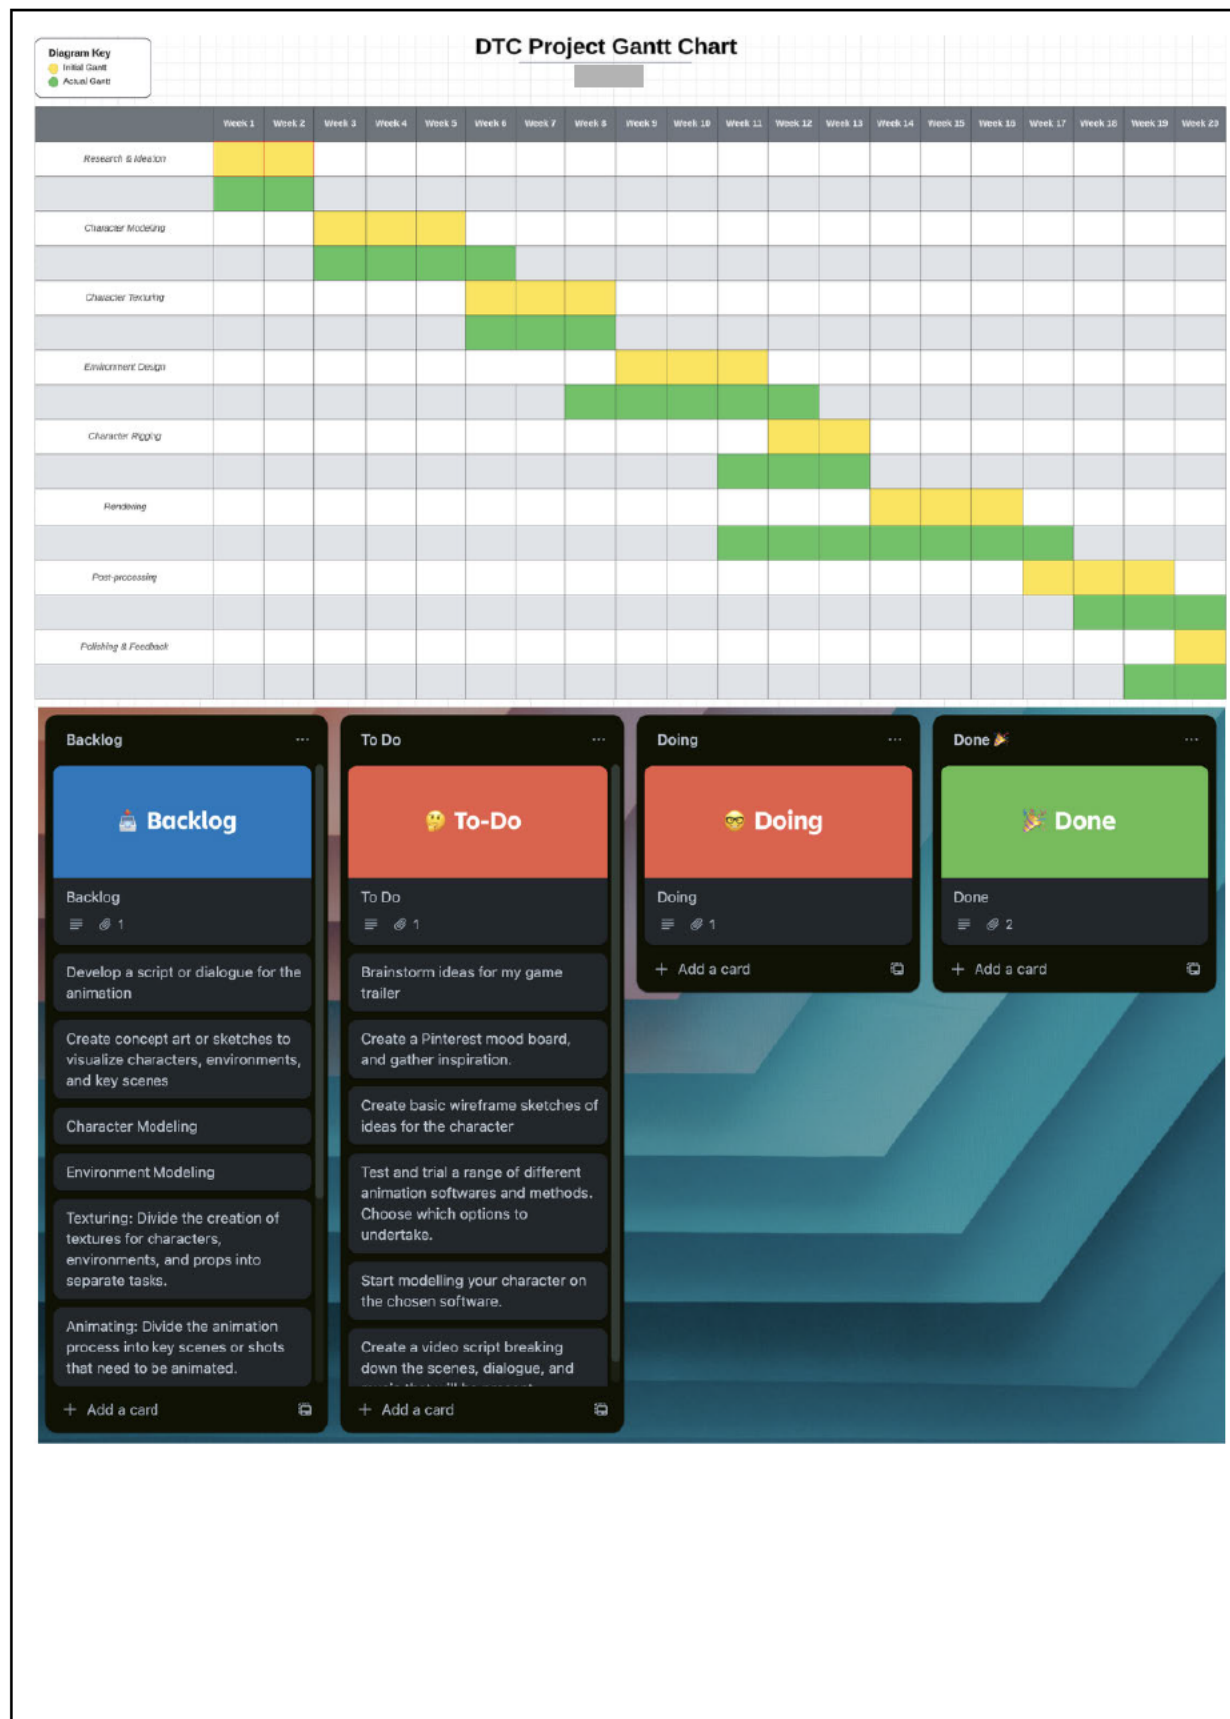 DTC Project Gantt Chart
Diagram Key
Initial Gantt
Actual Gantt
Week 1 Week 2 Week 3 Week 4 Week 5 Week 6 Week 7 Week 8 Week 9 Week 10 Week 11 Week 12 Week 13 Week 14 Week 15 Week 16 Week 17 Week 18 Week 19 Week 20
Research & Ideation
Character Modeling
Character Texturing
Environment Design
Character Rigging
Rendering
Post-processing
Polishing & Feedback
Backlog
Backlog
Backlog
1
Develop a script or dialogue for the
animation
Create concept art or sketches to
visualize characters, environments,
and key scenes
Character Modeling
Environment Modeling
Texturing: Divide the creation of
textures for characters,
environments, and props into
separate tasks.
Animating: Divide the animation
process into key scenes or shots
that need to be animated.
+ Add a card
To Do
To-Do
To Do
1
Brainstorm ideas for my game
trailer
Create a Pinterest mood board,
and gather inspiration.
Create basic wireframe sketches of
ideas for the character
Test and trial a range of different
animation softwares and methods.
Choose which options to
undertake.
Start modelling your character on
the chosen software.
Create a video script breaking
down the scenes, dialogue, and
+ Add a card
Doing
Doing
Doing
1
+ Add a card
Done 🎉
Done
Done
2
+ Add a card